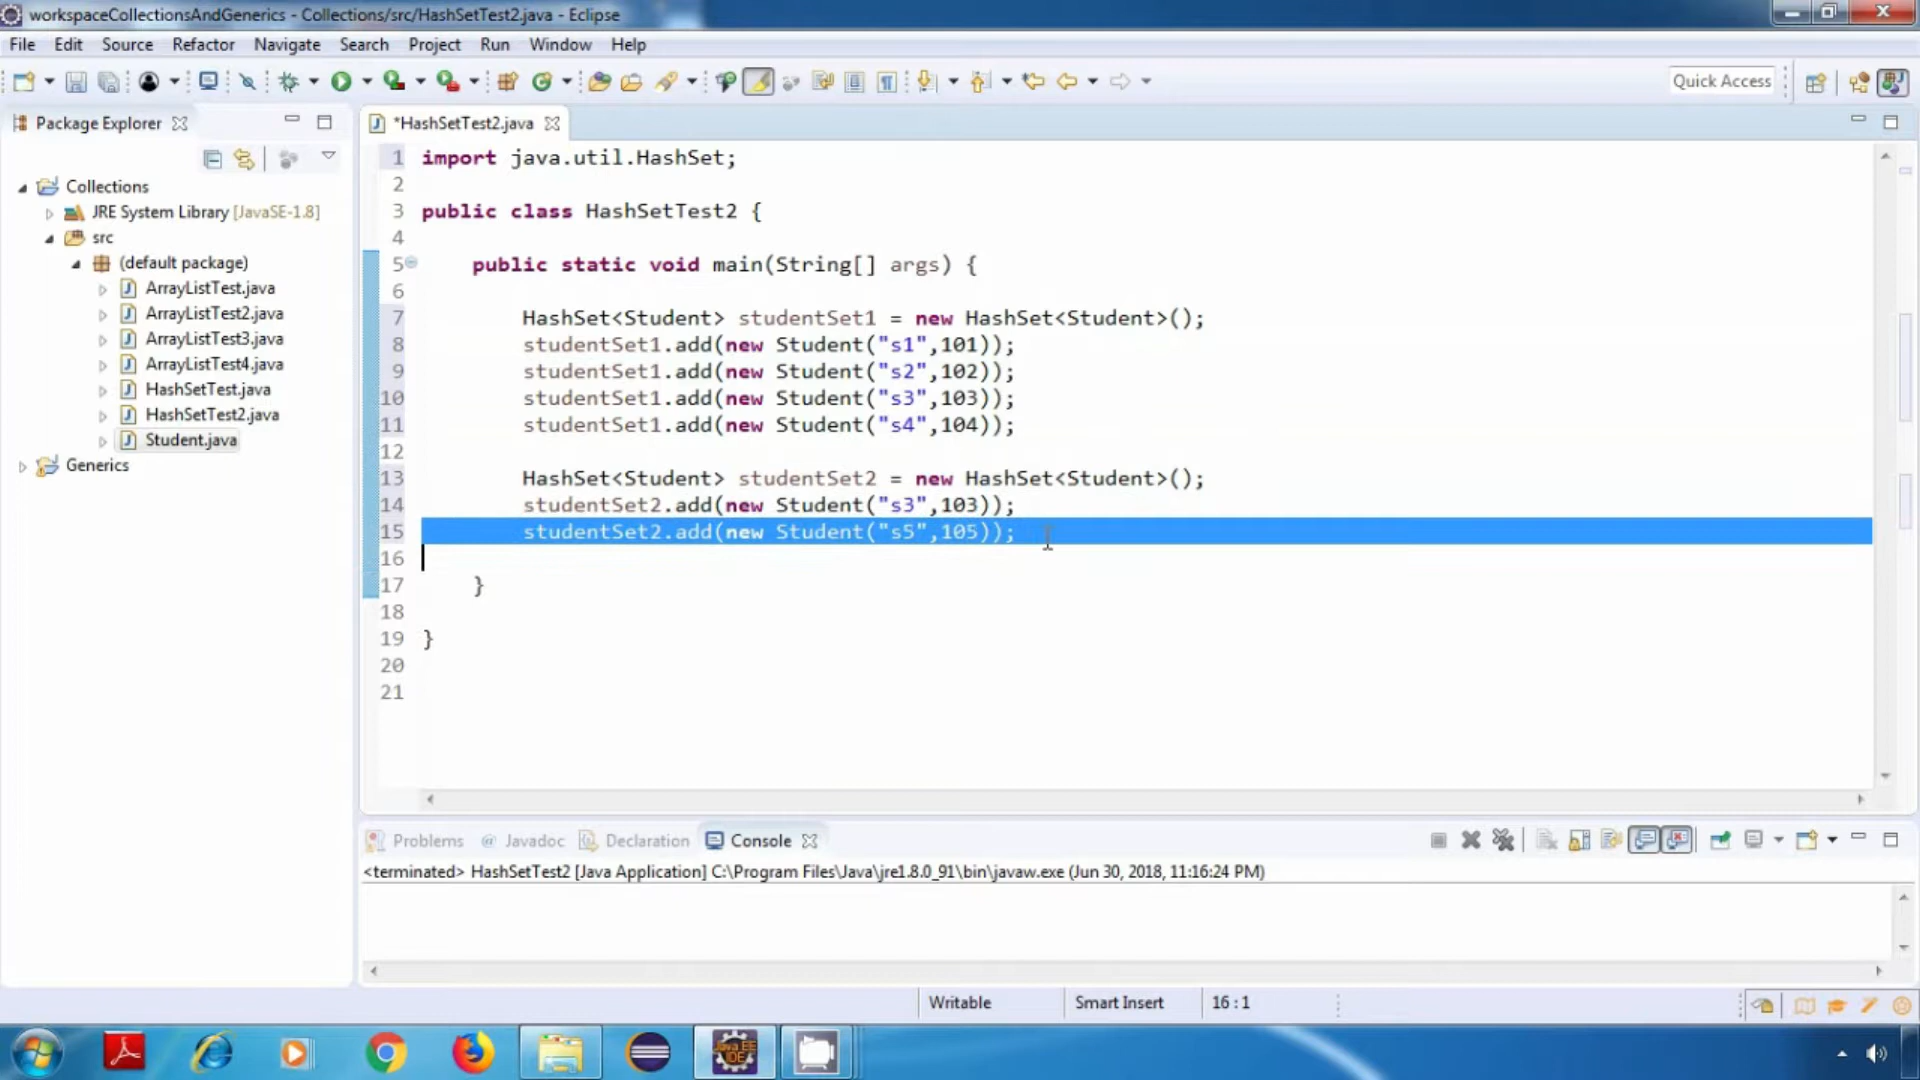 workspaceCollectionsAndGenerics - Collections/src/HashSetTest2.java - Eclipse
File Edit Source Refactor Navigate Search Project Run Window Help
Quick Access
Package Explorer
*HashSetTest2.java
Collections
JRE System Library [JavaSE-1.8]
src
(default package)
ArrayListTest.java
ArrayListTest2.java
ArrayListTest3.java
ArrayListTest4.java
HashSetTest.java
HashSetTest2.java
Student.java
Generics
1 import java.util.HashSet;
2
3 public class HashSetTest2 {
4
5 public static void main(String[] args) {
6
7 HashSet<Student> studentSet1 = new HashSet<Student>();
8 studentSet1.add(new Student("s1",101));
9 studentSet1.add(new Student("s2",102));
10 studentSet1.add(new Student("s3",103));
11 studentSet1.add(new Student("s4",104));
12
13 HashSet<Student> studentSet2 = new HashSet<Student>();
14 studentSet2.add(new Student("s3",103));
15 studentSet2.add(new Student("s5",105));
16
17 }
18
19 }
20
21
Problems @ Javadoc Declaration Console
<terminated> HashSetTest2 [Java Application] C:\Program Files\Java\jre1.8.0_91\bin\javaw.exe (Jun 30, 2018, 11:16:24 PM)
Writable Smart Insert 16 : 1
Java EE
IDE